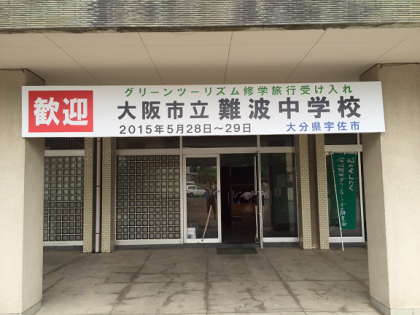 歓迎
グリーンツーリズム修学旅行受け入れ
大阪市立難波中学校
2015年5月28日~29日 大分県宇佐市